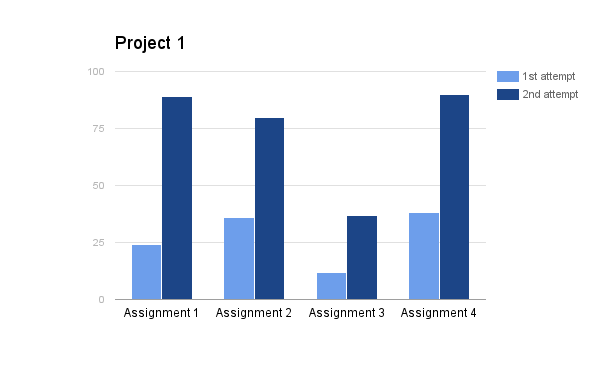 Project 1
100
75
50
25
0
1st attempt
2nd attempt
Assignment 1 Assignment 2 Assignment 3 Assignment 4